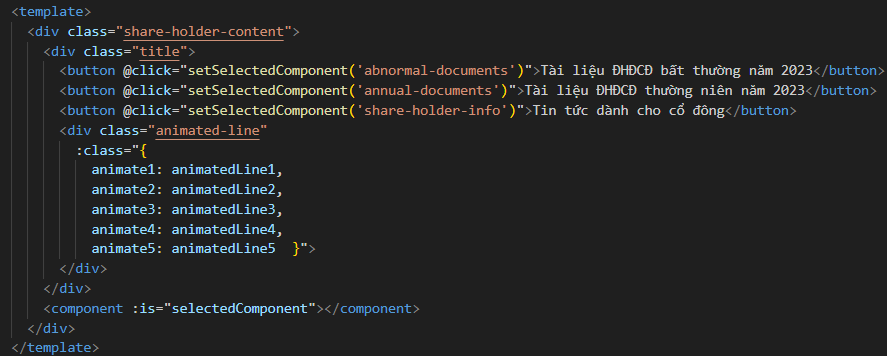 <template>
<div class="share-holder-content">
<div class="title">
<button @click="setSelectedComponent('abnormal-documents')">Tài liệu ĐHĐCĐ bất thường năm 2023</button>
<button @click="setSelectedComponent('annual-documents')">Tài liệu ĐHĐCĐ thường niên năm 2023</button>
<button @click="setSelectedComponent('share-holder-info')">Tin tức dành cho cổ đông</button>
<div class="animated-line"
:class="{
animate1: animatedLine1,
animate2: animatedLine2,
animate3: animatedLine3,
animate4: animatedLine4,
animate5: animatedLine5  }">
</div>
</div>
<component :is="selectedComponent"></component>
</div>
</template>